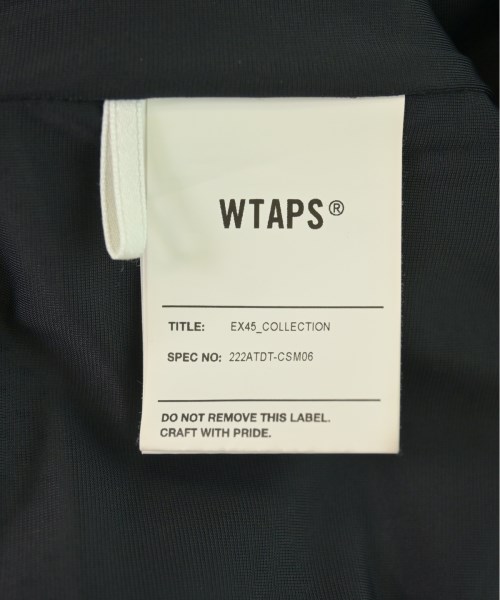 WTAPS®
TITLE: EX45_COLLECTION
SPEC NO: 222ATDT-CSM06
DO NOT REMOVE THIS LABEL.
CRAFT WITH PRIDE.